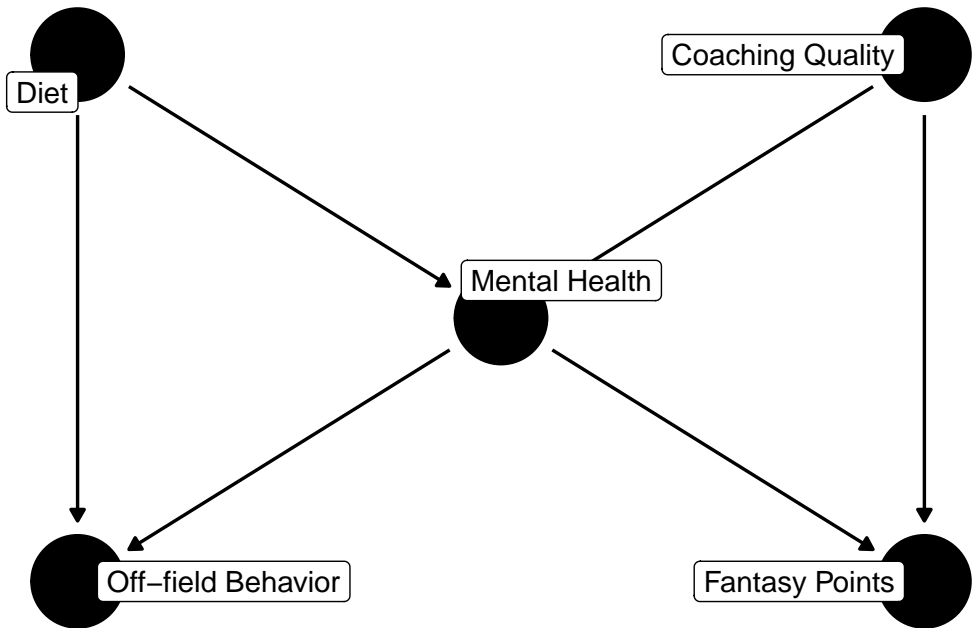 Coaching Quality
Diet
Mental Health
Off−field Behavior
Fantasy Points